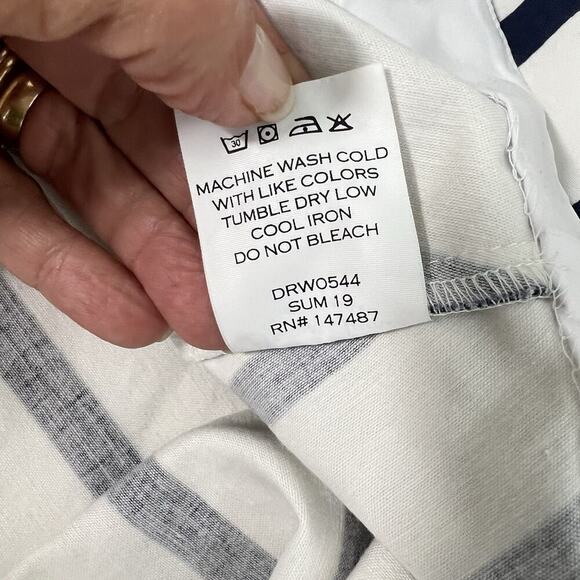 30
MACHINE WASH COLD
WITH LIKE COLORS
TUMBLE DRY LOW
COOL IRON
DO NOT BLEACH
DRW0544
SUM 19
RN# 147487